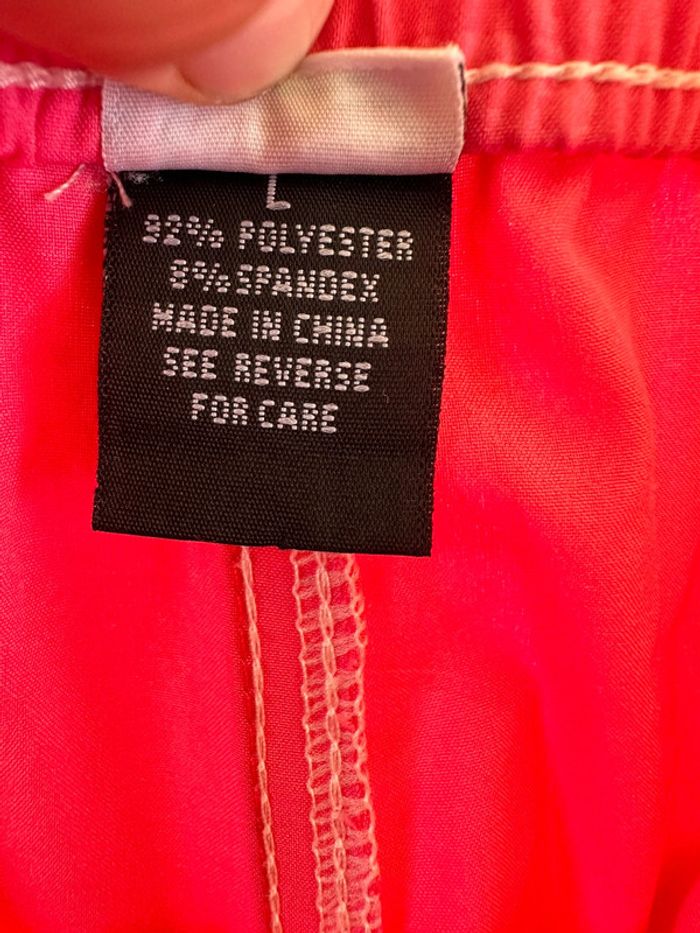 L
92% POLYESTER
8%SPANDEX
MADE IN CHINA
SEE REVERSE
FOR CARE